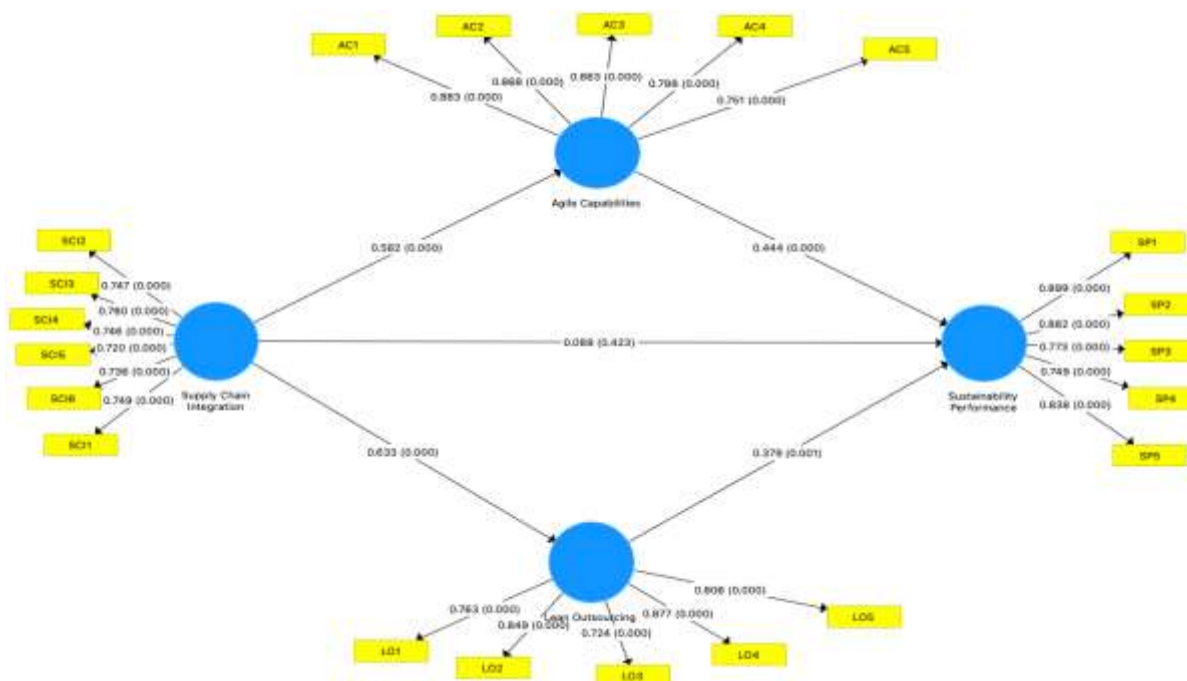 AC1
AC2
AC3
AC4
AC5
0.883 (0.000)
0.868 (0.000)
0.883 (0.000)
0.798 (0.000)
0.751 (0.000)
Agile Capabilities
0.582 (0.000)
0.444 (0.000)
SCI2
SCI3
SCI4
SCI5
SCI6
SCI1
0.747 (0.000)
0.760 (0.000)
0.746 (0.000)
0.720 (0.000)
0.736 (0.000)
0.749 (0.000)
Supply Chain
Integration
0.088 (0.423)
SP1
SP2
SP3
SP4
SP5
0.899 (0.000)
0.882 (0.000)
0.773 (0.000)
0.749 (0.000)
0.838 (0.000)
Sustainability
Performance
0.633 (0.000)
0.379 (0.001)
Lean Outsourcing
0.763 (0.000)
0.849 (0.000)
0.724 (0.000)
0.877 (0.000)
0.806 (0.000)
LO1
LO2
LO3
LO4
LO5